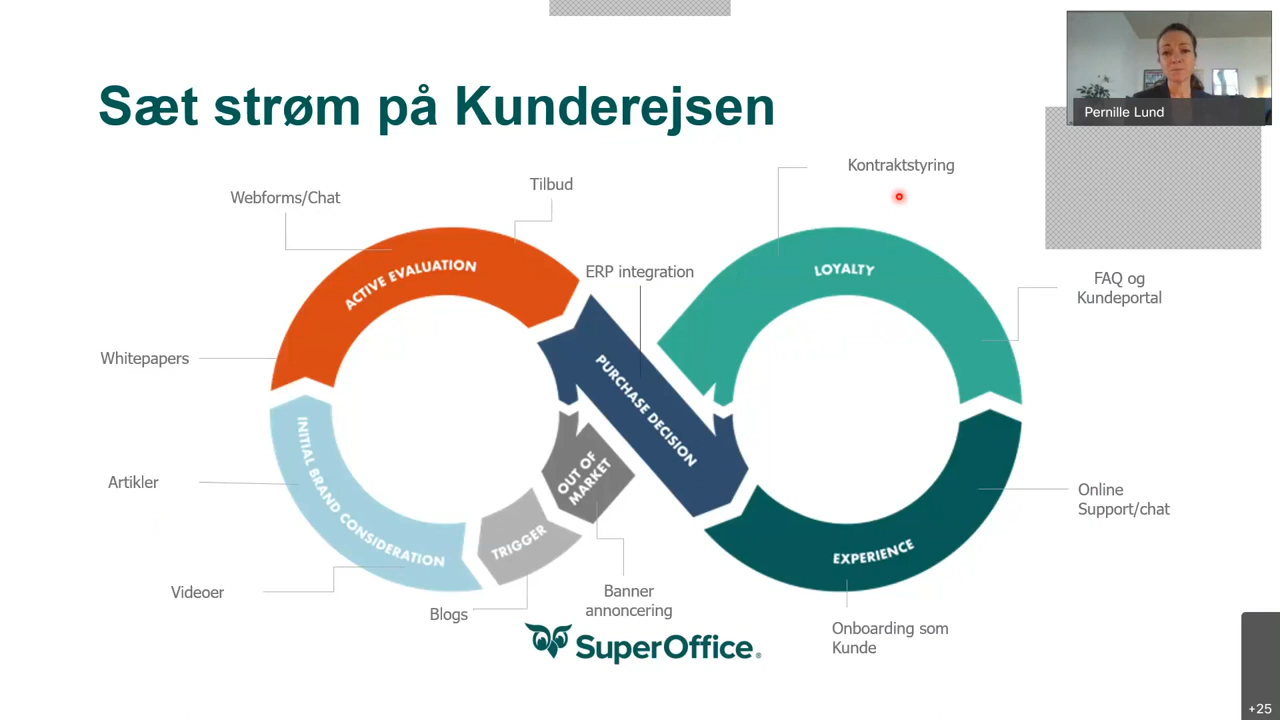 Sæt strøm på Kunderejsen
Pernille Lund
Kontraktstyring
Tilbud
Webforms/Chat
ACTIVE EVALUATION
ERP integration
LOYALTY
FAQ og
Kundeportal
Whitepapers
PURCHASE DECISION
INITIAL BRAND CONSIDERATION
OUT OF
MARKET
Artikler
Online
Support/chat
TRIGGER
EXPERIENCE
Videoer
Blogs
Banner
annoncering
Onboarding som
Kunde
SuperOffice®
+25